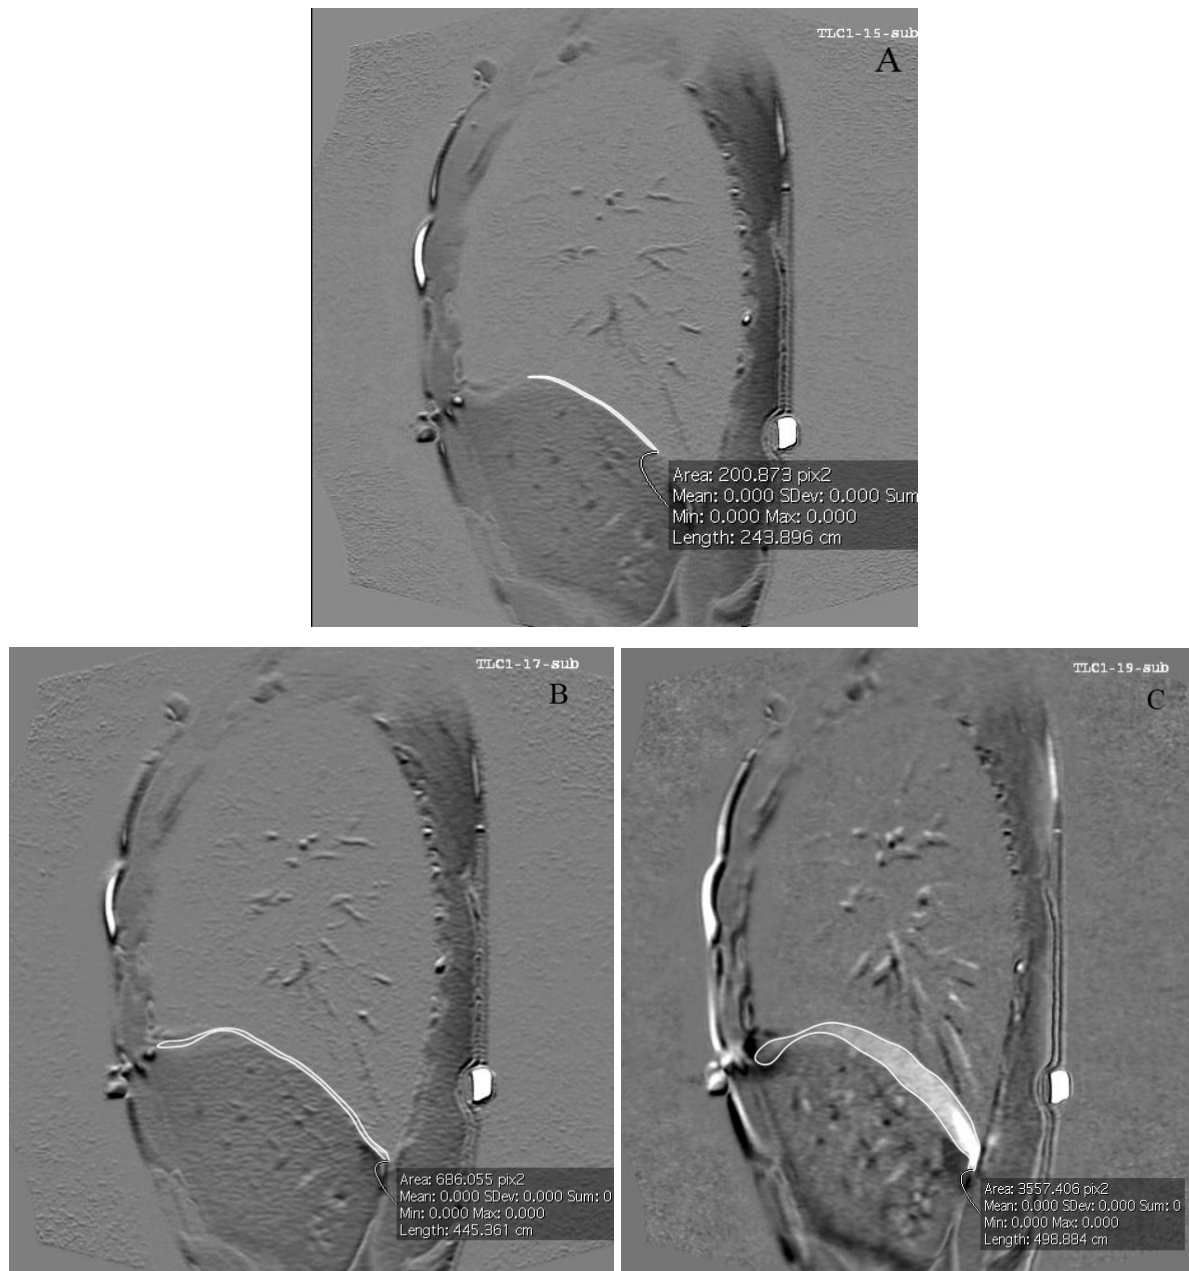 TLC1-15-sub
A
Area: 200.873 pix2
Mean: 0.000 SDev: 0.000 Sum
Min: 0.000 Max: 0.000
Length: 243.896 cm
TLC1-17-sub
B
Area: 686.055 pix2
Mean: 0.000 SDev: 0.000 Sum: 0
Min: 0.000 Max: 0.000
Length: 445.361 cm
TLC1-19-sub
C
Area: 3557.406 pix2
Mean: 0.000 SDev: 0.000 Sum: 0
Min: 0.000 Max: 0.000
Length: 498.884 cm